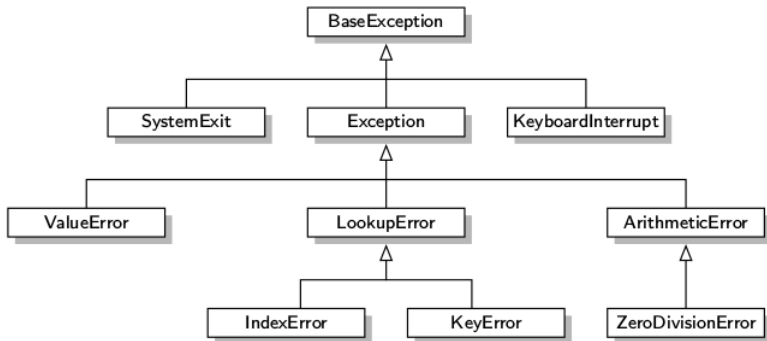 BaseException
SystemExit
Exception
KeyboardInterrupt
ValueError
LookupError
ArithmeticError
IndexError
KeyError
ZeroDivisionError